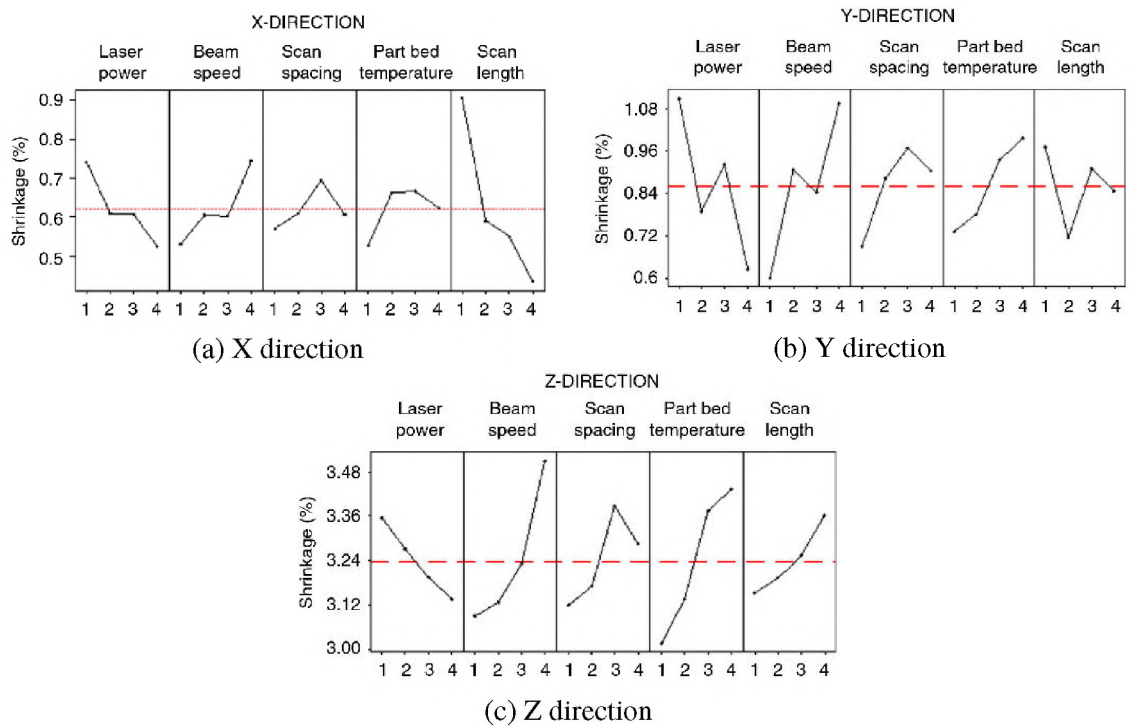 X-DIRECTION
Laser power
Beam speed
Scan spacing
Part bed temperature
Scan length
Shrinkage (%)
0.9
0.8
0.7
0.6
0.5
1 2 3 4 1 2 3 4 1 2 3 4 1 2 3 4 1 2 3 4
(a) X direction
Y-DIRECTION
Laser power
Beam speed
Scan spacing
Part bed temperature
Scan length
Shrinkage (%)
1.08
0.96
0.84
0.72
0.6
1 2 3 4 1 2 3 4 1 2 3 4 1 2 3 4 1 2 3 4
(b) Y direction
Z-DIRECTION
Laser power
Beam speed
Scan spacing
Part bed temperature
Scan length
Shrinkage (%)
3.48
3.36
3.24
3.12
3.00
1 2 3 4 1 2 3 4 1 2 3 4 1 2 3 4 1 2 3 4
(c) Z direction